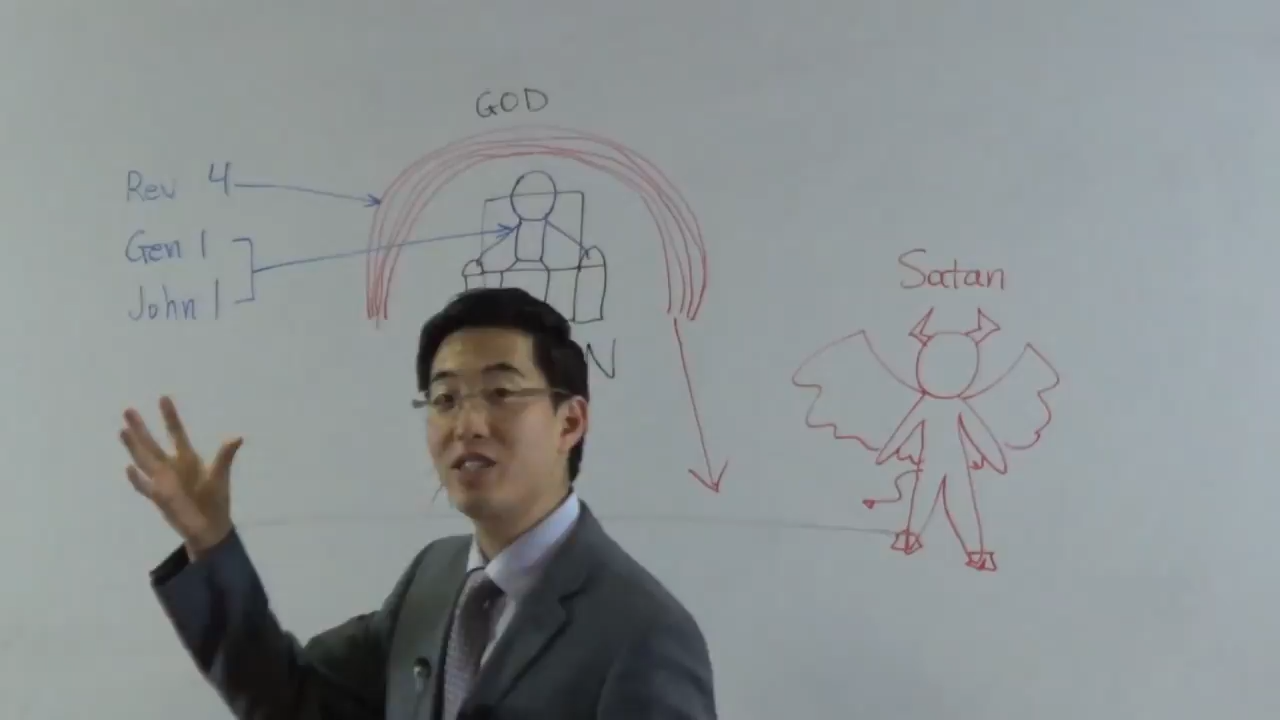 GOD
Rev 4
Gen 1
John 1
Satan
N